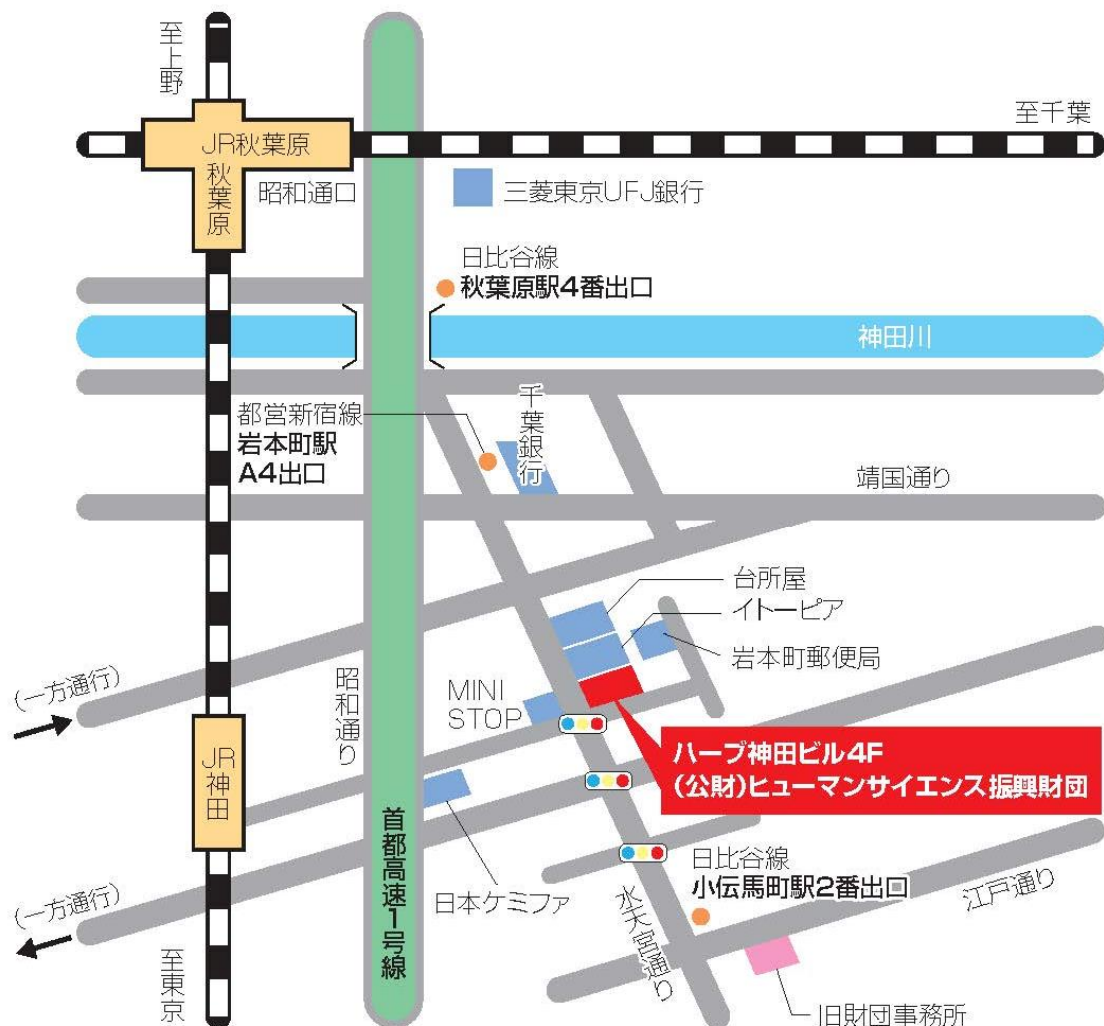 至上野
至千葉
JR秋葉原
秋葉原
昭和通口
三菱東京UFJ銀行
日比谷線
秋葉原駅4番出口
神田川
都営新宿線
岩本町駅
A4出口
千葉銀行
靖国通り
台所屋
イトーピア
岩本町郵便局
(一方通行)
昭和通り
MINI
STOP
JR神田
ハーブ神田ビル4F
(公財)ヒューマンサイエンス振興財団
首都高速1号線
日本ケミファ
日比谷線
小伝馬町駅2番出口
(一方通行)
水天宮通り
江戸通り
至東京
旧財団事務所